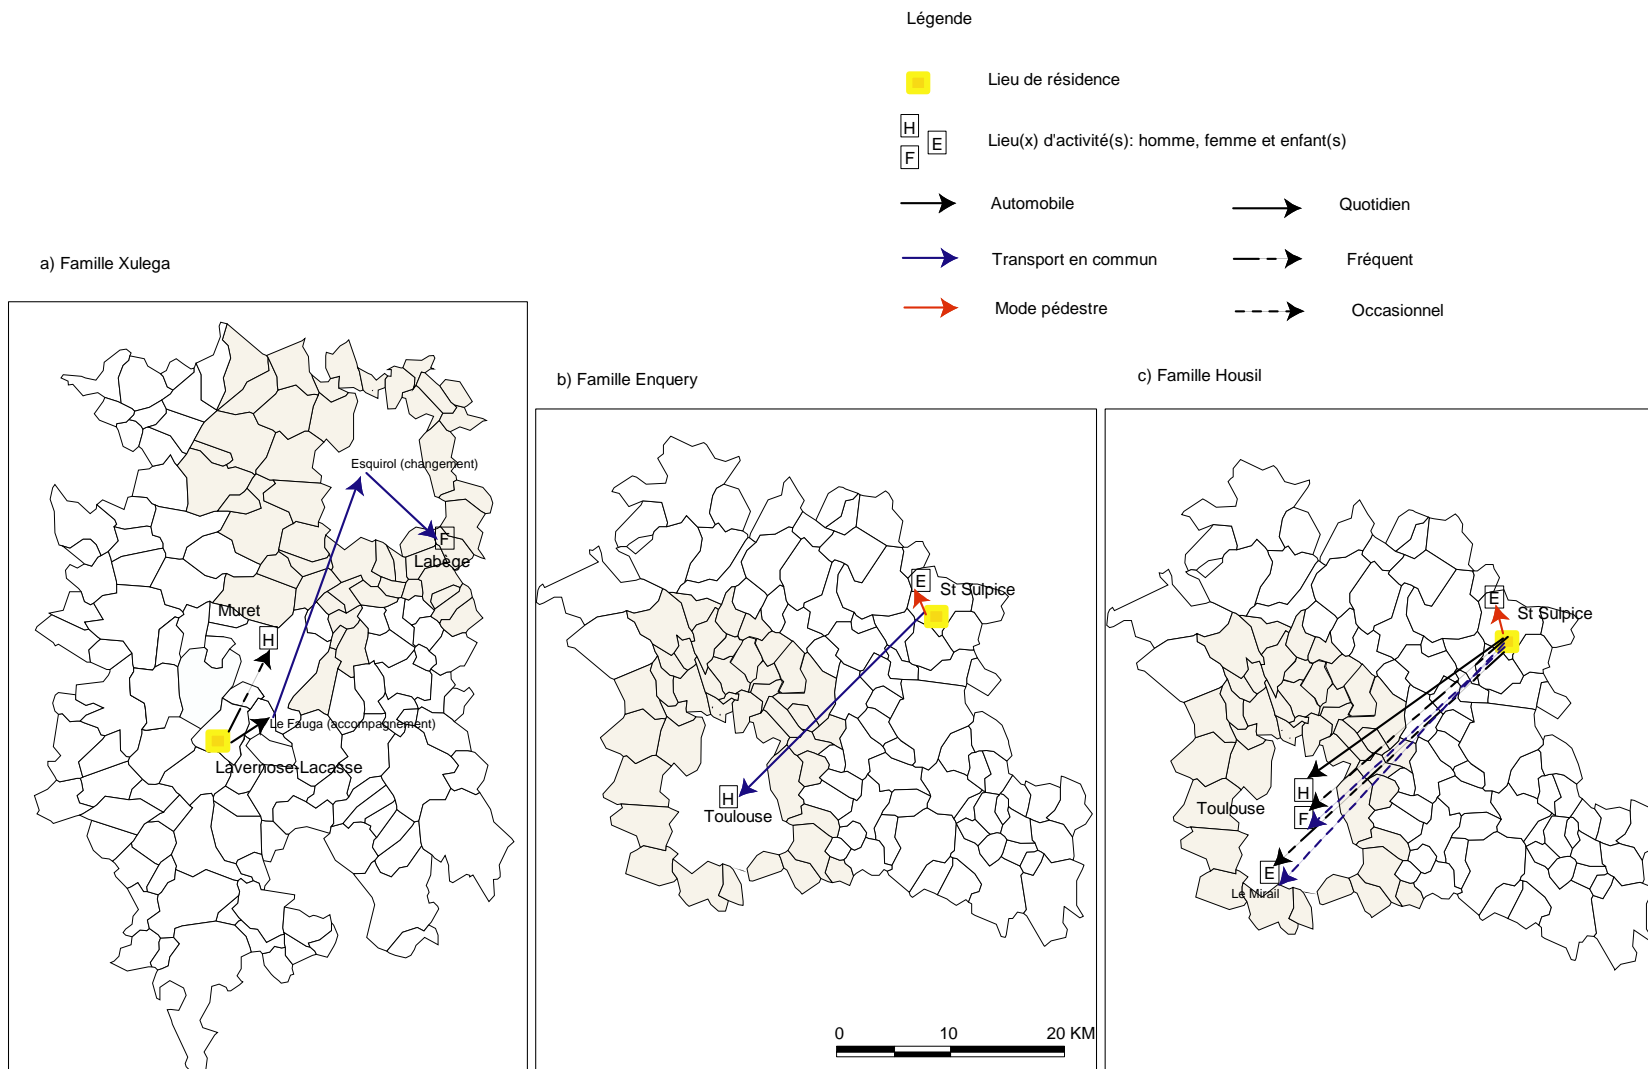 Légende
Lieu de résidence
H
E
F
Lieu(x) d'activité(s): homme, femme et enfant(s)
Automobile
Quotidien
Transport en commun
Fréquent
Mode pédestre
Occasionnel
a) Famille Xulega
Esquirol (changement)
F
Labège
Muret
H
Le Fauga (accompagnement)
Lavernose-Lacasse
b) Famille Enquery
E
St Sulpice
H
Toulouse
0 10 20 KM
c) Famille Housil
E
St Sulpice
H
Toulouse
F
E
Le Mirail